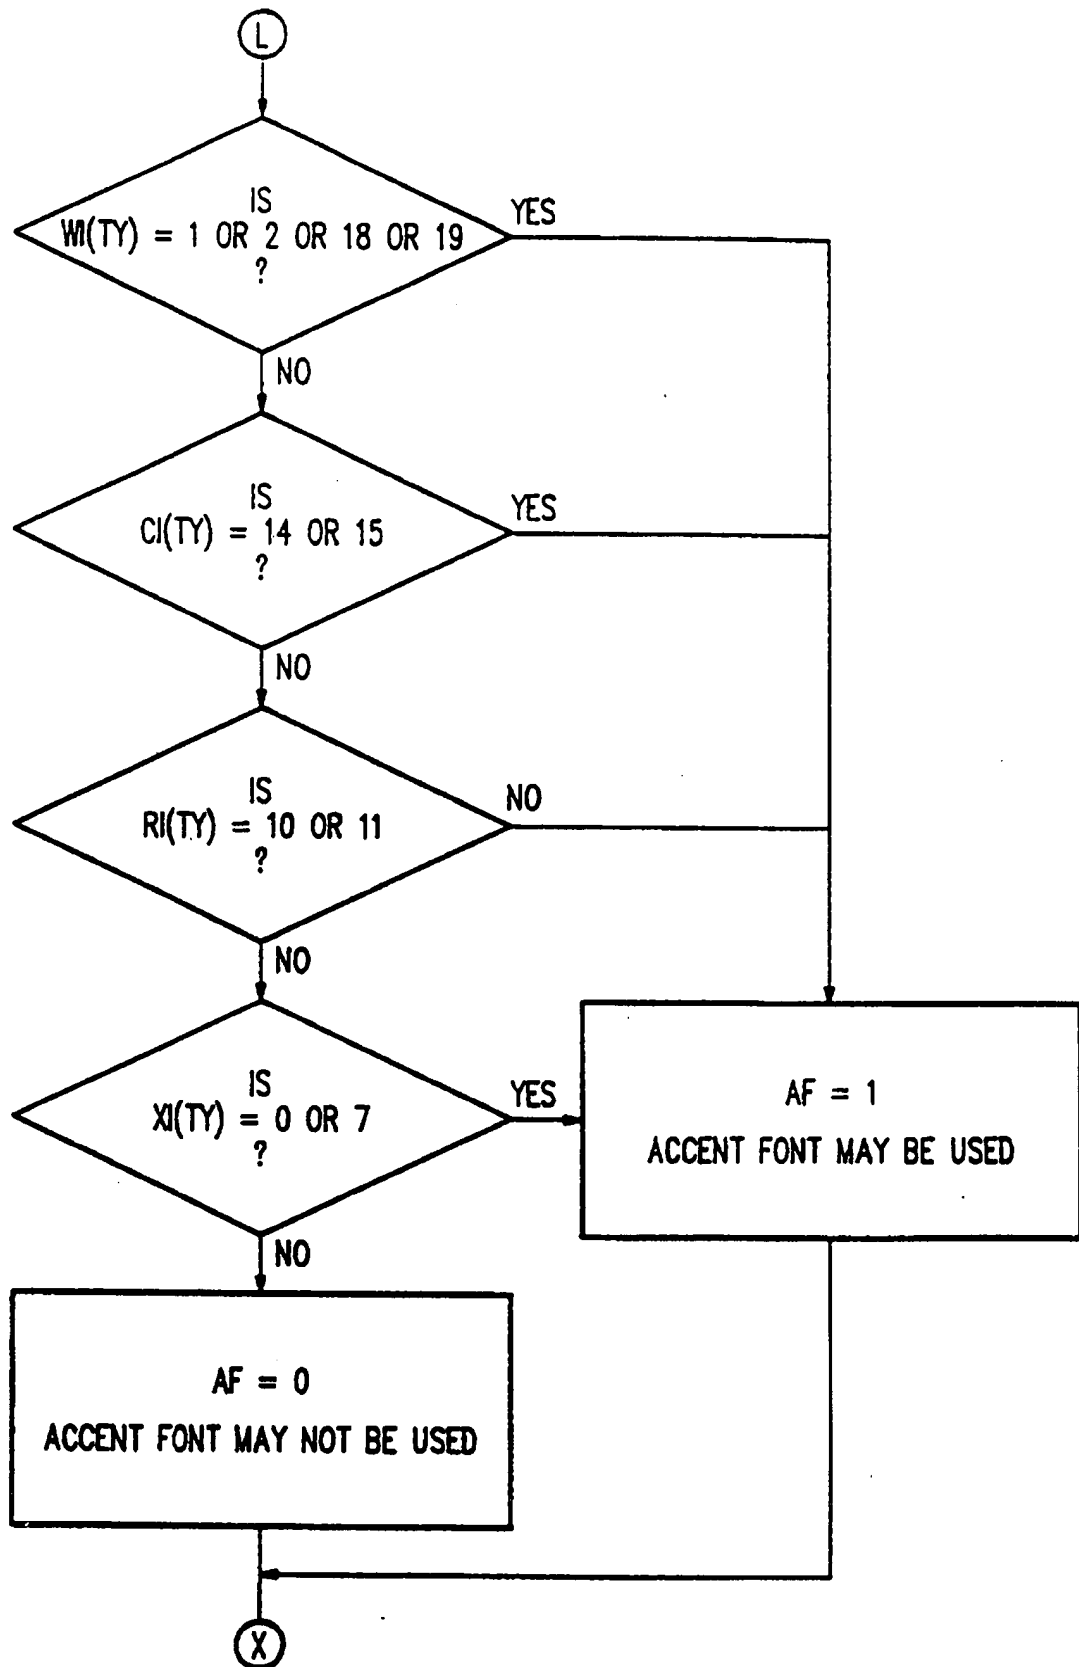 L
IS
WI(TY) = 1 OR 2 OR 18 OR 19
?
YES
NO
IS
CI(TY) = 14 OR 15
?
YES
NO
IS
RI(TY) = 10 OR 11
?
NO
NO
IS
XI(TY) = 0 OR 7
?
YES
AF = 1
ACCENT FONT MAY BE USED
NO
AF = 0
ACCENT FONT MAY NOT BE USED
X